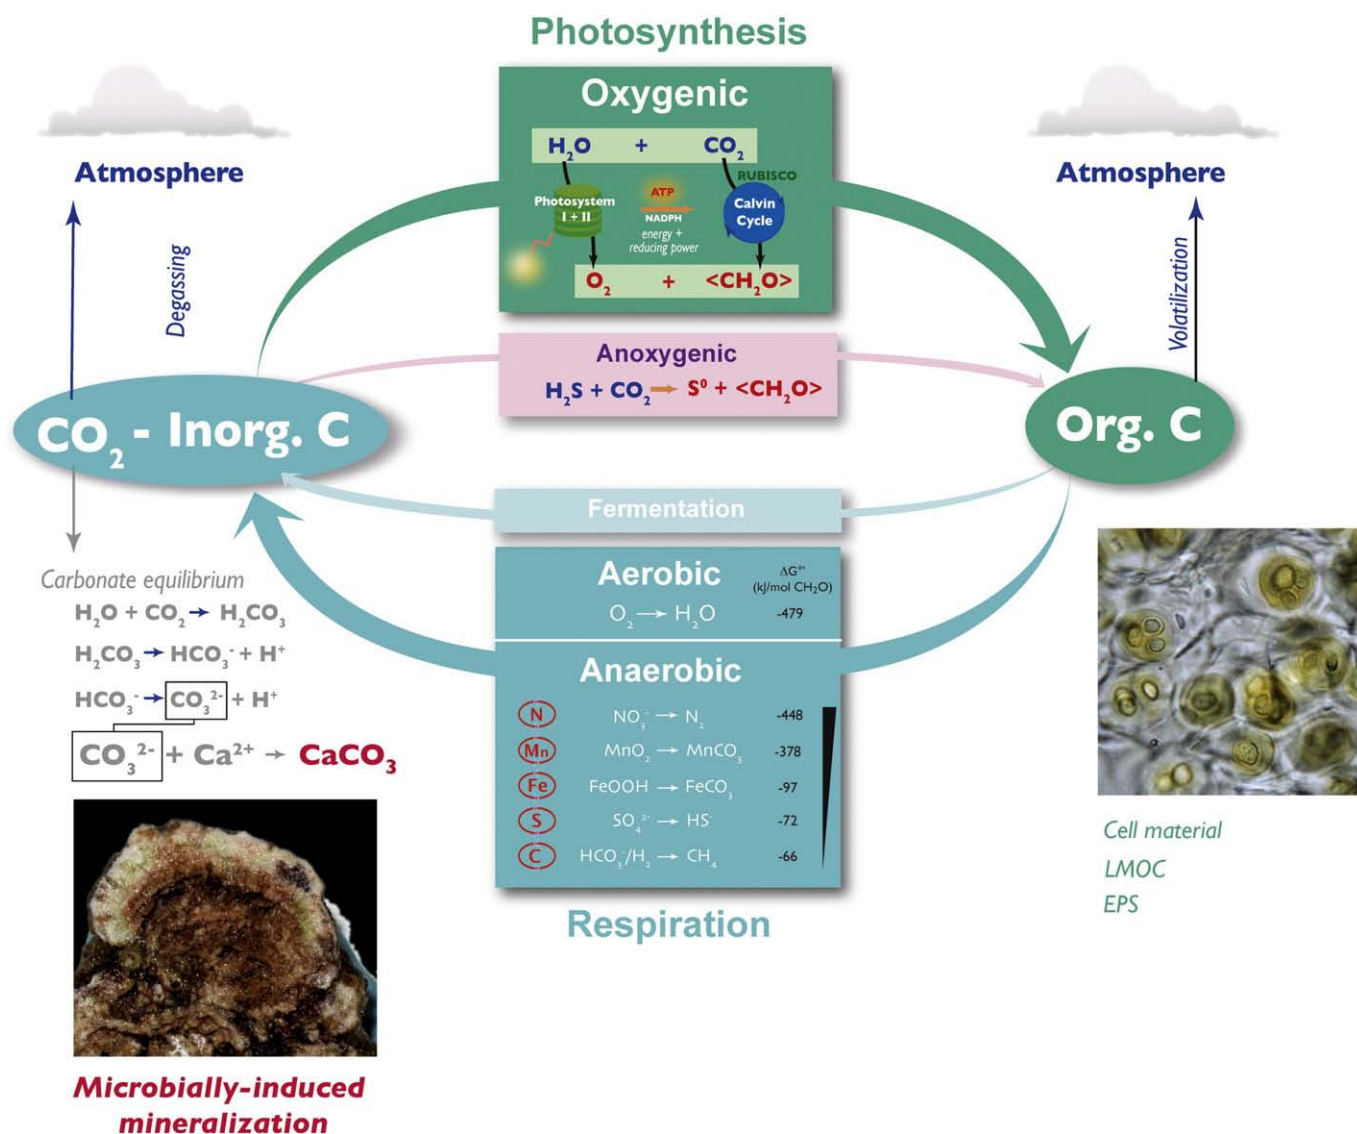 Photosynthesis
Oxygenic
H₂O + CO₂
RUBISCO
Photosystem
I + II
ATP
NADPH
energy +
reducing power
Calvin
Cycle
O₂ + <CH₂O>
Atmosphere
Degassing
Atmosphere
Volatilization
Anoxygenic
H₂S + CO₂ → S⁰ + <CH₂O>
CO₂ - Inorg. C
Org. C
Fermentation
Aerobic
ΔG°'
(kJ/mol CH₂O)
O₂ → H₂O -479
Anaerobic
N NO₃⁻ → N₂ -448
Mn MnO₂ → MnCO₃ -378
Fe FeOOH → FeCO₃ -97
S SO₄²⁻ → HS⁻ -72
C HCO₃⁻/H₂ → CH₄ -66
Respiration
Carbonate equilibrium
H₂O + CO₂ → H₂CO₃
H₂CO₃ → HCO₃⁻ + H⁺
HCO₃⁻ → CO₃²⁻ + H⁺
CO₃²⁻ + Ca²⁺ → CaCO₃
Microbially-induced
mineralization
Cell material
LMOC
EPS